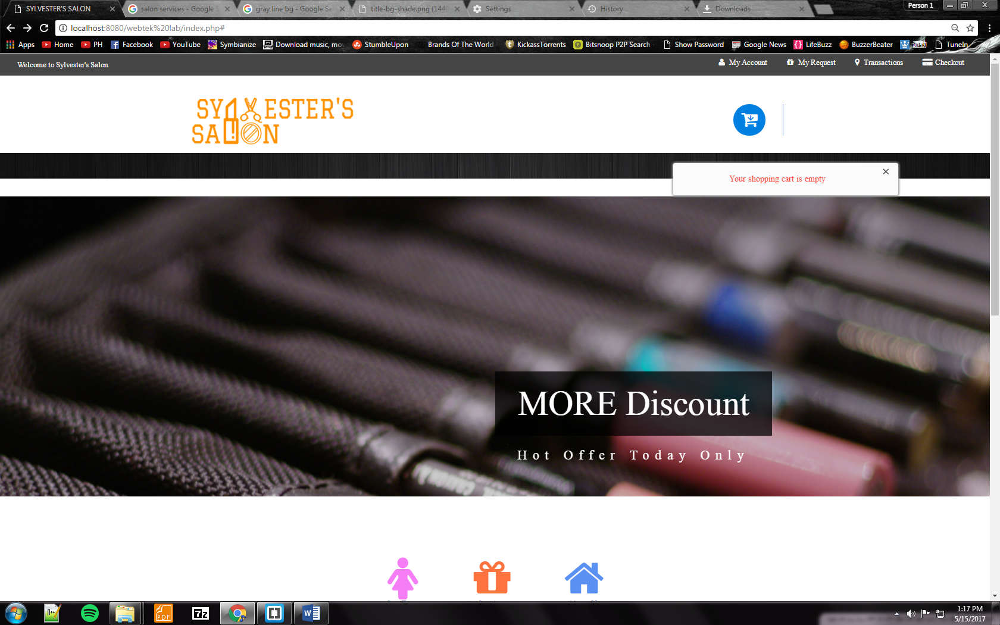 SYLVESTER'S SALON
salon services - Google S
gray line bg - Google Se
title-bg-shade.png (1440
Settings
History
Downloads
Person 1
localhost:8080/webtek%20lab/index.php#
Apps
Home
PH
Facebook
YouTube
Symbianize
Download music, mov
StumbleUpon
Brands Of The World
KickassTorrents
Bitsnoop P2P Search
Show Password
Google News
LifeBuzz
BuzzerBeater
運動
TuneIn
Welcome to Sylvester's Salon.
My Account
My Request
Transactions
Checkout
SYLVESTER'S
SALON
Your shopping cart is empty
MORE Discount
Hot Offer Today Only
1:17 PM
5/15/2017